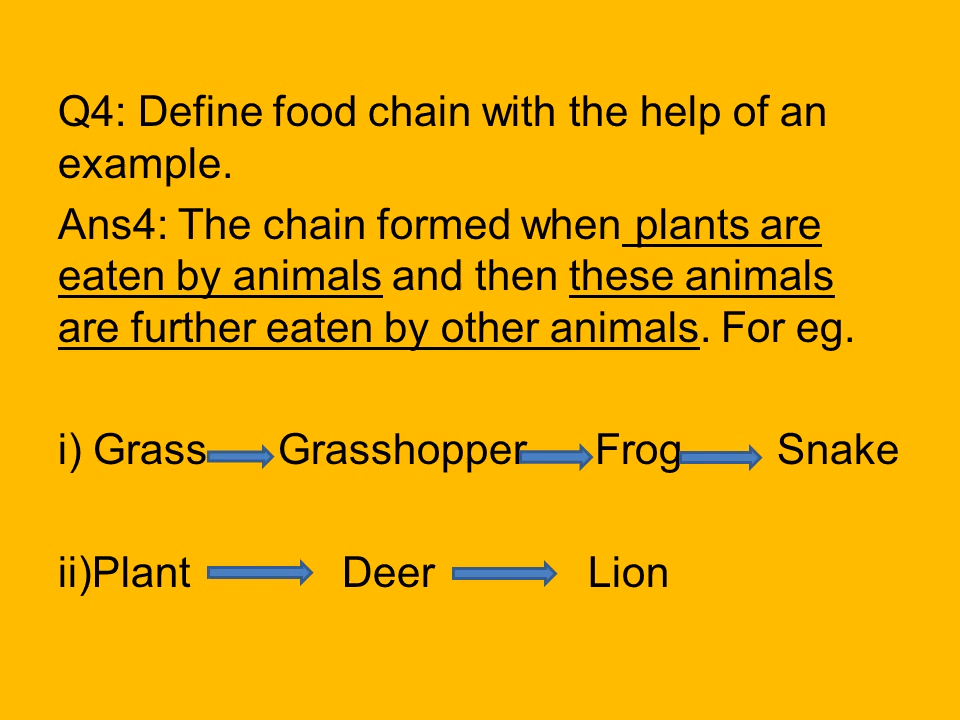 Q4: Define food chain with the help of an
example.
Ans4: The chain formed when plants are
eaten by animals and then these animals
are further eaten by other animals. For eg.
i) Grass Grasshopper Frog Snake
ii)Plant Deer Lion